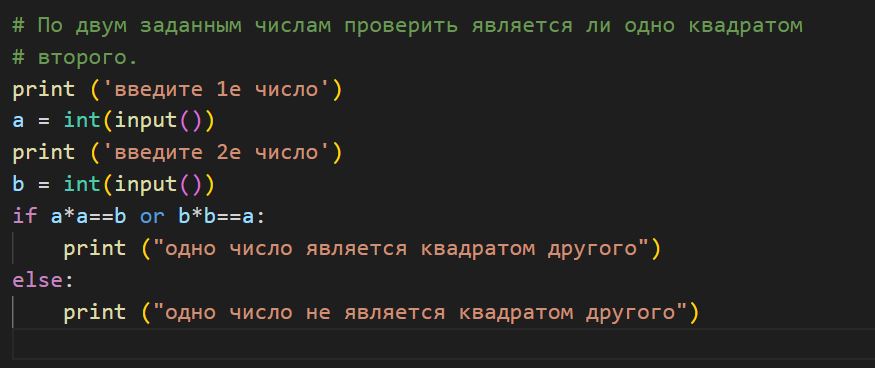 # По двум заданным числам проверить является ли одно квадратом
# второго.
print ('введите 1е число')
a = int(input())
print ('введите 2е число')
b = int(input())
if a*a==b or b*b==a:
    print ("одно число является квадратом другого")
else:
    print ("одно число не является квадратом другого")